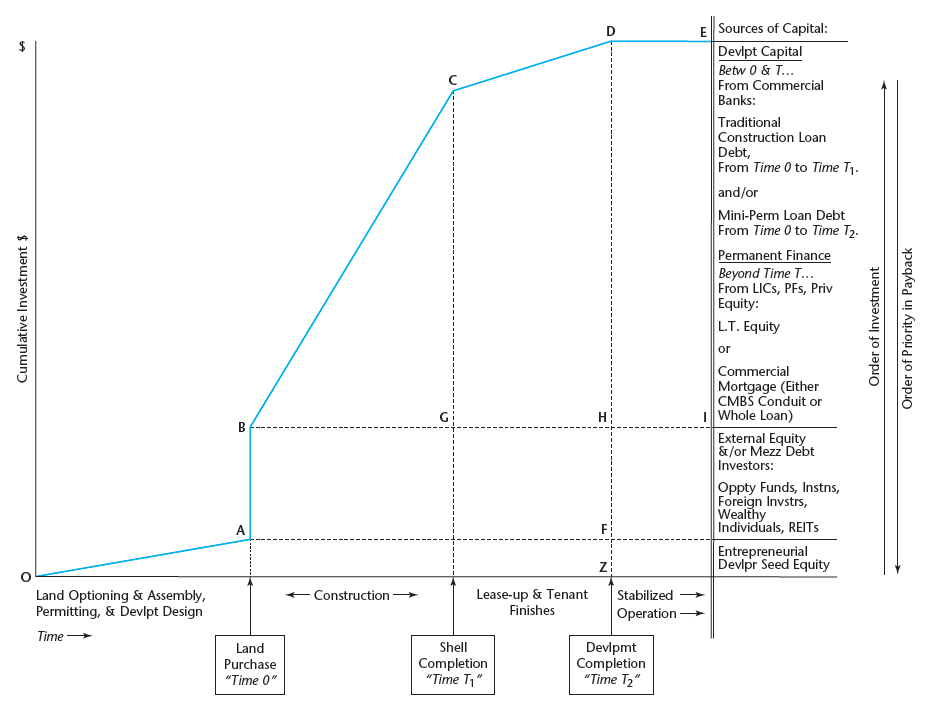 $
Cumulative Investment $
O
A
B
C
D
E
G
H
I
F
Z
Sources of Capital:
Devlpt Capital
Betw 0 & T...
From Commercial
Banks:
Traditional
Construction Loan
Debt,
From Time 0 to Time T₁.
and/or
Mini-Perm Loan Debt
From Time 0 to Time T₂.
Permanent Finance
Beyond Time T...
From LICs, PFs, Priv
Equity:
L.T. Equity
or
Commercial
Mortgage (Either
CMBS Conduit or
Whole Loan)
External Equity
&/or Mezz Debt
Investors:
Oppty Funds, Instns,
Foreign Invstrs,
Wealthy
Individuals, REITs
Entrepreneurial
Devlpr Seed Equity
Order of Investment
Order of Priority in Payback
Land Optioning & Assembly,
Permitting, & Devlpt Design
Time
Construction
Lease-up & Tenant
Finishes
Stabilized
Operation
Land
Purchase
"Time 0"
Shell
Completion
"Time T₁"
Devlpmt
Completion
"Time T₂"